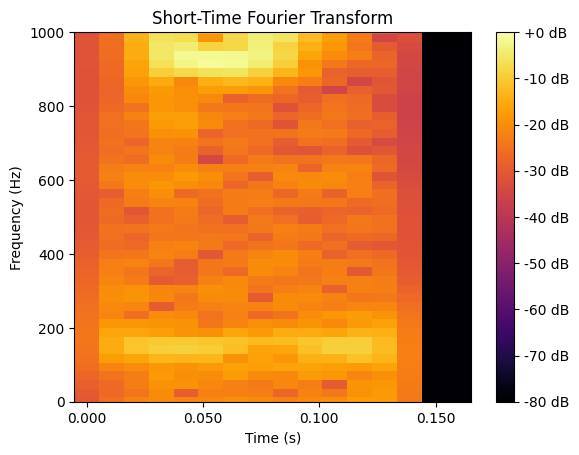 Short-Time Fourier Transform
1000
800
600
400
200
0
Frequency (Hz)
0.000 0.050 0.100 0.150
Time (s)
+0 dB
-10 dB
-20 dB
-30 dB
-40 dB
-50 dB
-60 dB
-70 dB
-80 dB